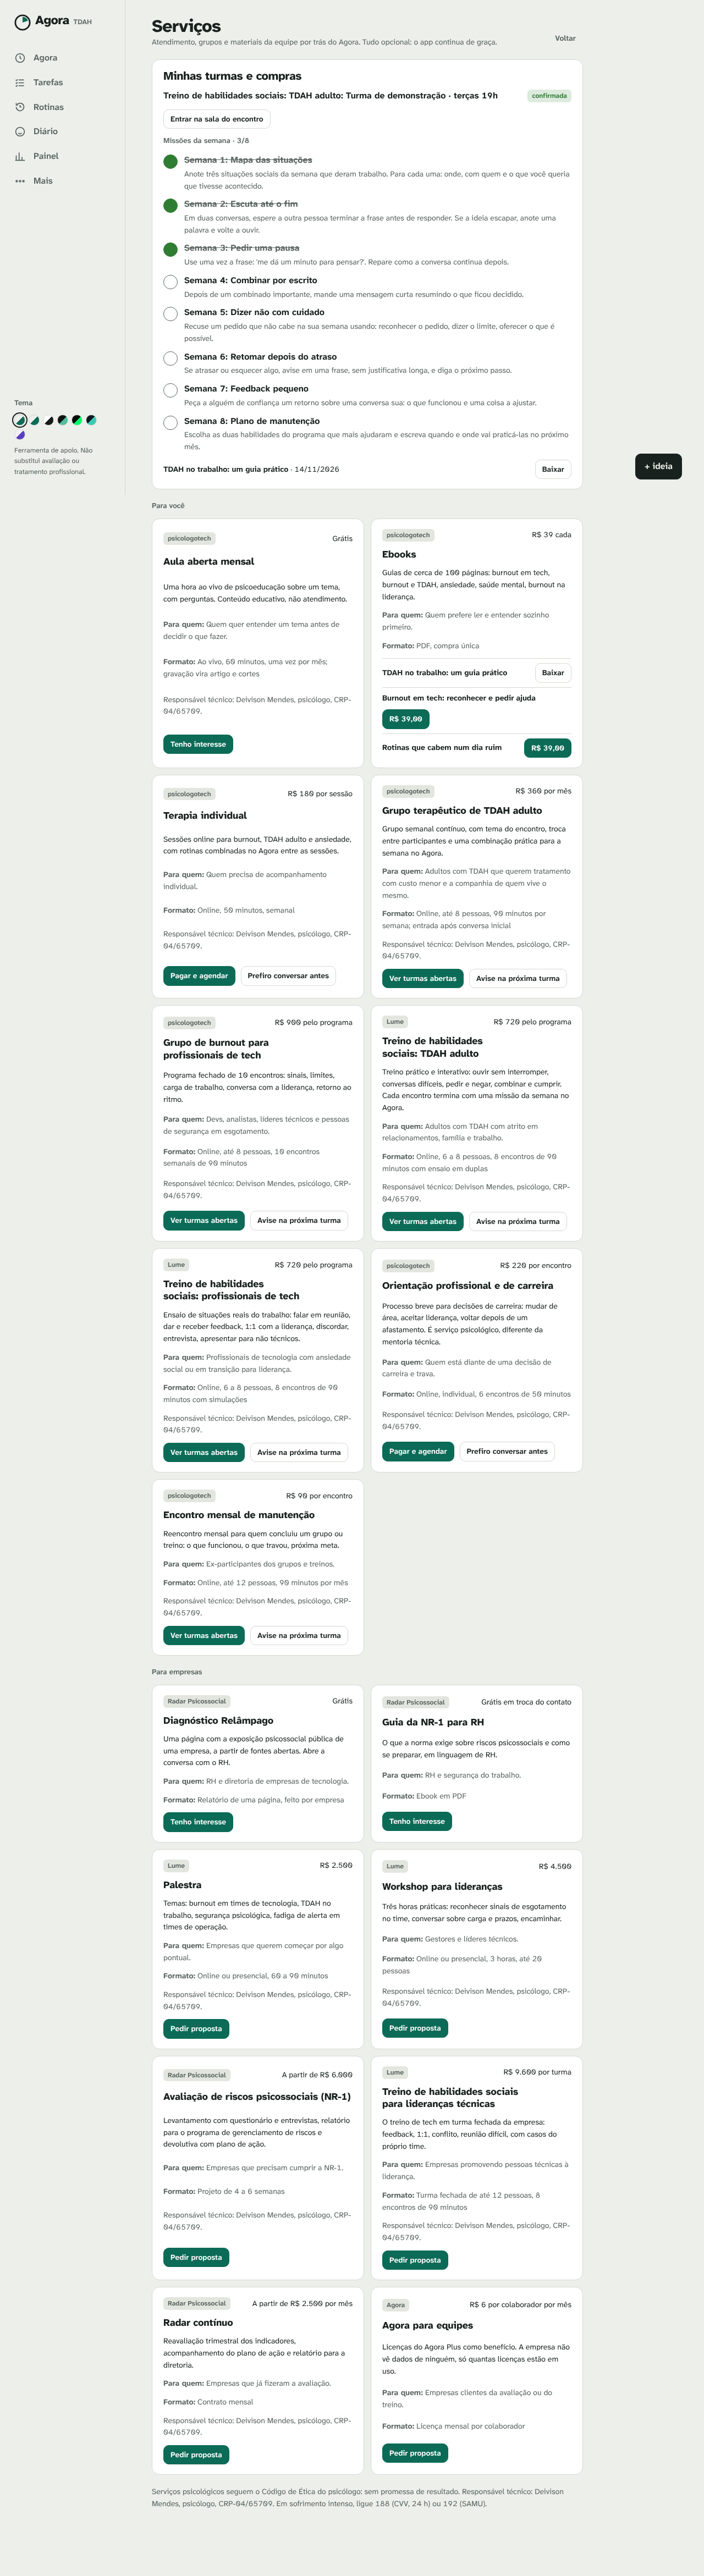 Agora TDAH
Agora
Tarefas
Rotinas
Diário
Painel
Mais
Tema
Ferramenta de apoio. Não
substitui avaliação ou
tratamento profissional.
Serviços
Atendimento, grupos e materiais da equipe por trás do Agora. Tudo opcional: o app continua de graça.
Voltar
Minhas turmas e compras
Treino de habilidades sociais: TDAH adulto: Turma de demonstração · terças 19h
confirmada
Entrar na sala do encontro
Missões da semana · 3/8
Semana 1: Mapa das situações
Anote três situações sociais da semana que deram trabalho. Para cada uma: onde, com quem e o que você queria
que tivesse acontecido.
Semana 2: Escuta até o fim
Em duas conversas, espere a outra pessoa terminar a frase antes de responder. Se a ideia escapar, anote uma
palavra e volte a ouvir.
Semana 3: Pedir uma pausa
Use uma vez a frase: 'me dá um minuto para pensar?'. Repare como a conversa continua depois.
Semana 4: Combinar por escrito
Depois de um combinado importante, mande uma mensagem curta resumindo o que ficou decidido.
Semana 5: Dizer não com cuidado
Recuse um pedido que não cabe na sua semana usando: reconhecer o pedido, dizer o limite, oferecer o que é
possível.
Semana 6: Retomar depois do atraso
Se atrasar ou esquecer algo, avise em uma frase, sem justificativa longa, e diga o próximo passo.
Semana 7: Feedback pequeno
Peça a alguém de confiança um retorno sobre uma conversa sua: o que funcionou e uma coisa a ajustar.
Semana 8: Plano de manutenção
Escolha as duas habilidades do programa que mais ajudaram e escreva quando e onde vai praticá-las no próximo
mês.
TDAH no trabalho: um guia prático · 14/11/2026
Baixar
+ ideia
Para você
psicologotech
Grátis
Aula aberta mensal
Uma hora ao vivo de psicoeducação sobre um tema,
com perguntas. Conteúdo educativo, não atendimento.
Para quem: Quem quer entender um tema antes de
decidir o que fazer.
Formato: Ao vivo, 60 minutos, uma vez por mês;
gravação vira artigo e cortes
Responsável técnico: Deivison Mendes, psicólogo, CRP-
04/65709.
Tenho interesse
psicologotech
R$ 39 cada
Ebooks
Guias de cerca de 100 páginas: burnout em tech,
burnout e TDAH, ansiedade, saúde mental, burnout na
liderança.
Para quem: Quem prefere ler e entender sozinho
primeiro.
Formato: PDF, compra única
TDAH no trabalho: um guia prático
Baixar
Burnout em tech: reconhecer e pedir ajuda
R$ 39,00
Rotinas que cabem num dia ruim
R$ 39,00
psicologotech
R$ 180 por sessão
Terapia individual
Sessões online para burnout, TDAH adulto e ansiedade,
com rotinas combinadas no Agora entre as sessões.
Para quem: Quem precisa de acompanhamento
individual.
Formato: Online, 50 minutos, semanal
Responsável técnico: Deivison Mendes, psicólogo, CRP-
04/65709.
Pagar e agendar
Prefiro conversar antes
psicologotech
R$ 360 por mês
Grupo terapêutico de TDAH adulto
Grupo semanal contínuo, com tema do encontro, troca
entre participantes e uma combinação prática para a
semana no Agora.
Para quem: Adultos com TDAH que querem tratamento
com custo menor e a companhia de quem vive o
mesmo.
Formato: Online, até 8 pessoas, 90 minutos por
semana; entrada após conversa inicial
Responsável técnico: Deivison Mendes, psicólogo, CRP-
04/65709.
Ver turmas abertas
Avise na próxima turma
psicologotech
R$ 900 pelo programa
Grupo de burnout para
profissionais de tech
Programa fechado de 10 encontros: sinais, limites,
carga de trabalho, conversa com a liderança, retorno ao
ritmo.
Para quem: Devs, analistas, líderes técnicos e pessoas
de segurança em esgotamento.
Formato: Online, até 8 pessoas, 10 encontros
semanais de 90 minutos
Responsável técnico: Deivison Mendes, psicólogo, CRP-
04/65709.
Ver turmas abertas
Avise na próxima turma
Lume
R$ 720 pelo programa
Treino de habilidades
sociais: TDAH adulto
Treino prático e interativo: ouvir sem interromper,
conversas difíceis, pedir e negar, combinar e cumprir.
Cada encontro termina com uma missão da semana no
Agora.
Para quem: Adultos com TDAH com atrito em
relacionamentos, família e trabalho.
Formato: Online, 6 a 8 pessoas, 8 encontros de 90
minutos com ensaio em duplas
Responsável técnico: Deivison Mendes, psicólogo, CRP-
04/65709.
Ver turmas abertas
Avise na próxima turma
Lume
R$ 720 pelo programa
Treino de habilidades
sociais: profissionais de tech
Ensaio de situações reais do trabalho: falar em reunião,
dar e receber feedback, 1:1 com a liderança, discordar,
entrevista, apresentar para não técnicos.
Para quem: Profissionais de tecnologia com ansiedade
social ou em transição para liderança.
Formato: Online, 6 a 8 pessoas, 8 encontros de 90
minutos com simulações
Responsável técnico: Deivison Mendes, psicólogo, CRP-
04/65709.
Ver turmas abertas
Avise na próxima turma
psicologotech
R$ 220 por encontro
Orientação profissional e de carreira
Processo breve para decisões de carreira: mudar de
área, aceitar liderança, voltar depois de um
afastamento. É serviço psicológico, diferente da
mentoria técnica.
Para quem: Quem está diante de uma decisão de
carreira e trava.
Formato: Online, individual, 6 encontros de 50 minutos
Responsável técnico: Deivison Mendes, psicólogo, CRP-
04/65709.
Pagar e agendar
Prefiro conversar antes
psicologotech
R$ 90 por encontro
Encontro mensal de manutenção
Reencontro mensal para quem concluiu um grupo ou
treino: o que funcionou, o que travou, próxima meta.
Para quem: Ex-participantes dos grupos e treinos.
Formato: Online, até 12 pessoas, 90 minutos por mês
Responsável técnico: Deivison Mendes, psicólogo, CRP-
04/65709.
Ver turmas abertas
Avise na próxima turma
Para empresas
Radar Psicossocial
Grátis
Diagnóstico Relâmpago
Uma página com a exposição psicossocial pública de
uma empresa, a partir de fontes abertas. Abre a
conversa com o RH.
Para quem: RH e diretoria de empresas de tecnologia.
Formato: Relatório de uma página, feito por empresa
Tenho interesse
Radar Psicossocial
Grátis em troca do contato
Guia da NR-1 para RH
O que a norma exige sobre riscos psicossociais e como
se preparar, em linguagem de RH.
Para quem: RH e segurança do trabalho.
Formato: Ebook em PDF
Tenho interesse
Lume
R$ 2.500
Palestra
Temas: burnout em times de tecnologia, TDAH no
trabalho, segurança psicológica, fadiga de alerta em
times de operação.
Para quem: Empresas que querem começar por algo
pontual.
Formato: Online ou presencial, 60 a 90 minutos
Responsável técnico: Deivison Mendes, psicólogo, CRP-
04/65709.
Pedir proposta
Lume
R$ 4.500
Workshop para lideranças
Três horas práticas: reconhecer sinais de esgotamento
no time, conversar sobre carga e prazos, encaminhar.
Para quem: Gestores e líderes técnicos.
Formato: Online ou presencial, 3 horas, até 20
pessoas
Responsável técnico: Deivison Mendes, psicólogo, CRP-
04/65709.
Pedir proposta
Radar Psicossocial
A partir de R$ 6.000
Avaliação de riscos psicossociais (NR-1)
Levantamento com questionário e entrevistas, relatório
para o programa de gerenciamento de riscos e
devolutiva com plano de ação.
Para quem: Empresas que precisam cumprir a NR-1.
Formato: Projeto de 4 a 6 semanas
Responsável técnico: Deivison Mendes, psicólogo, CRP-
04/65709.
Pedir proposta
Lume
R$ 9.600 por turma
Treino de habilidades sociais
para lideranças técnicas
O treino de tech em turma fechada da empresa:
feedback, 1:1, conflito, reunião difícil, com casos do
próprio time.
Para quem: Empresas promovendo pessoas técnicas à
liderança.
Formato: Turma fechada de até 12 pessoas, 8
encontros de 90 minutos
Responsável técnico: Deivison Mendes, psicólogo, CRP-
04/65709.
Pedir proposta
Radar Psicossocial
A partir de R$ 2.500 por mês
Radar contínuo
Reavaliação trimestral dos indicadores,
acompanhamento do plano de ação e relatório para a
diretoria.
Para quem: Empresas que já fizeram a avaliação.
Formato: Contrato mensal
Responsável técnico: Deivison Mendes, psicólogo, CRP-
04/65709.
Pedir proposta
Agora
R$ 6 por colaborador por mês
Agora para equipes
Licenças do Agora Plus como benefício. A empresa não
vê dados de ninguém, só quantas licenças estão em
uso.
Para quem: Empresas clientes da avaliação ou do
treino.
Formato: Licença mensal por colaborador
Pedir proposta
Serviços psicológicos seguem o Código de Ética do psicólogo: sem promessa de resultado. Responsável técnico: Deivison
Mendes, psicólogo, CRP-04/65709. Em sofrimento intenso, ligue 188 (CVV, 24 h) ou 192 (SAMU).